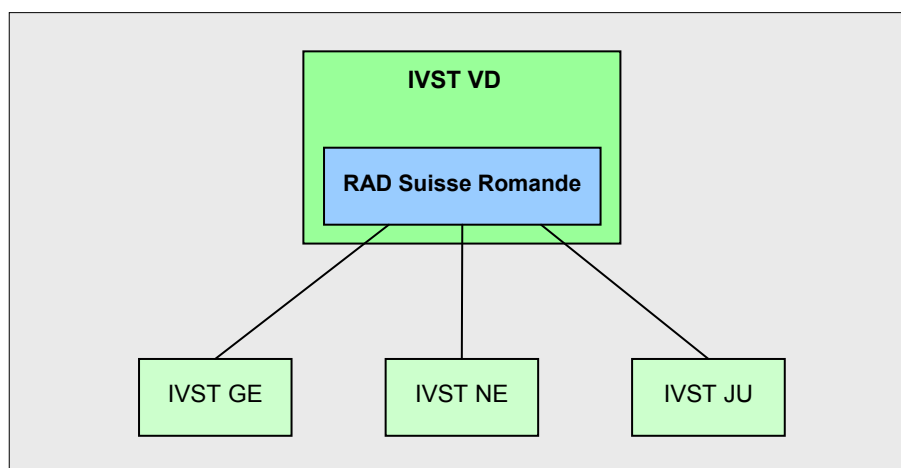 IVST VD
RAD Suisse Romande
IVST GE
IVST NE
IVST JU